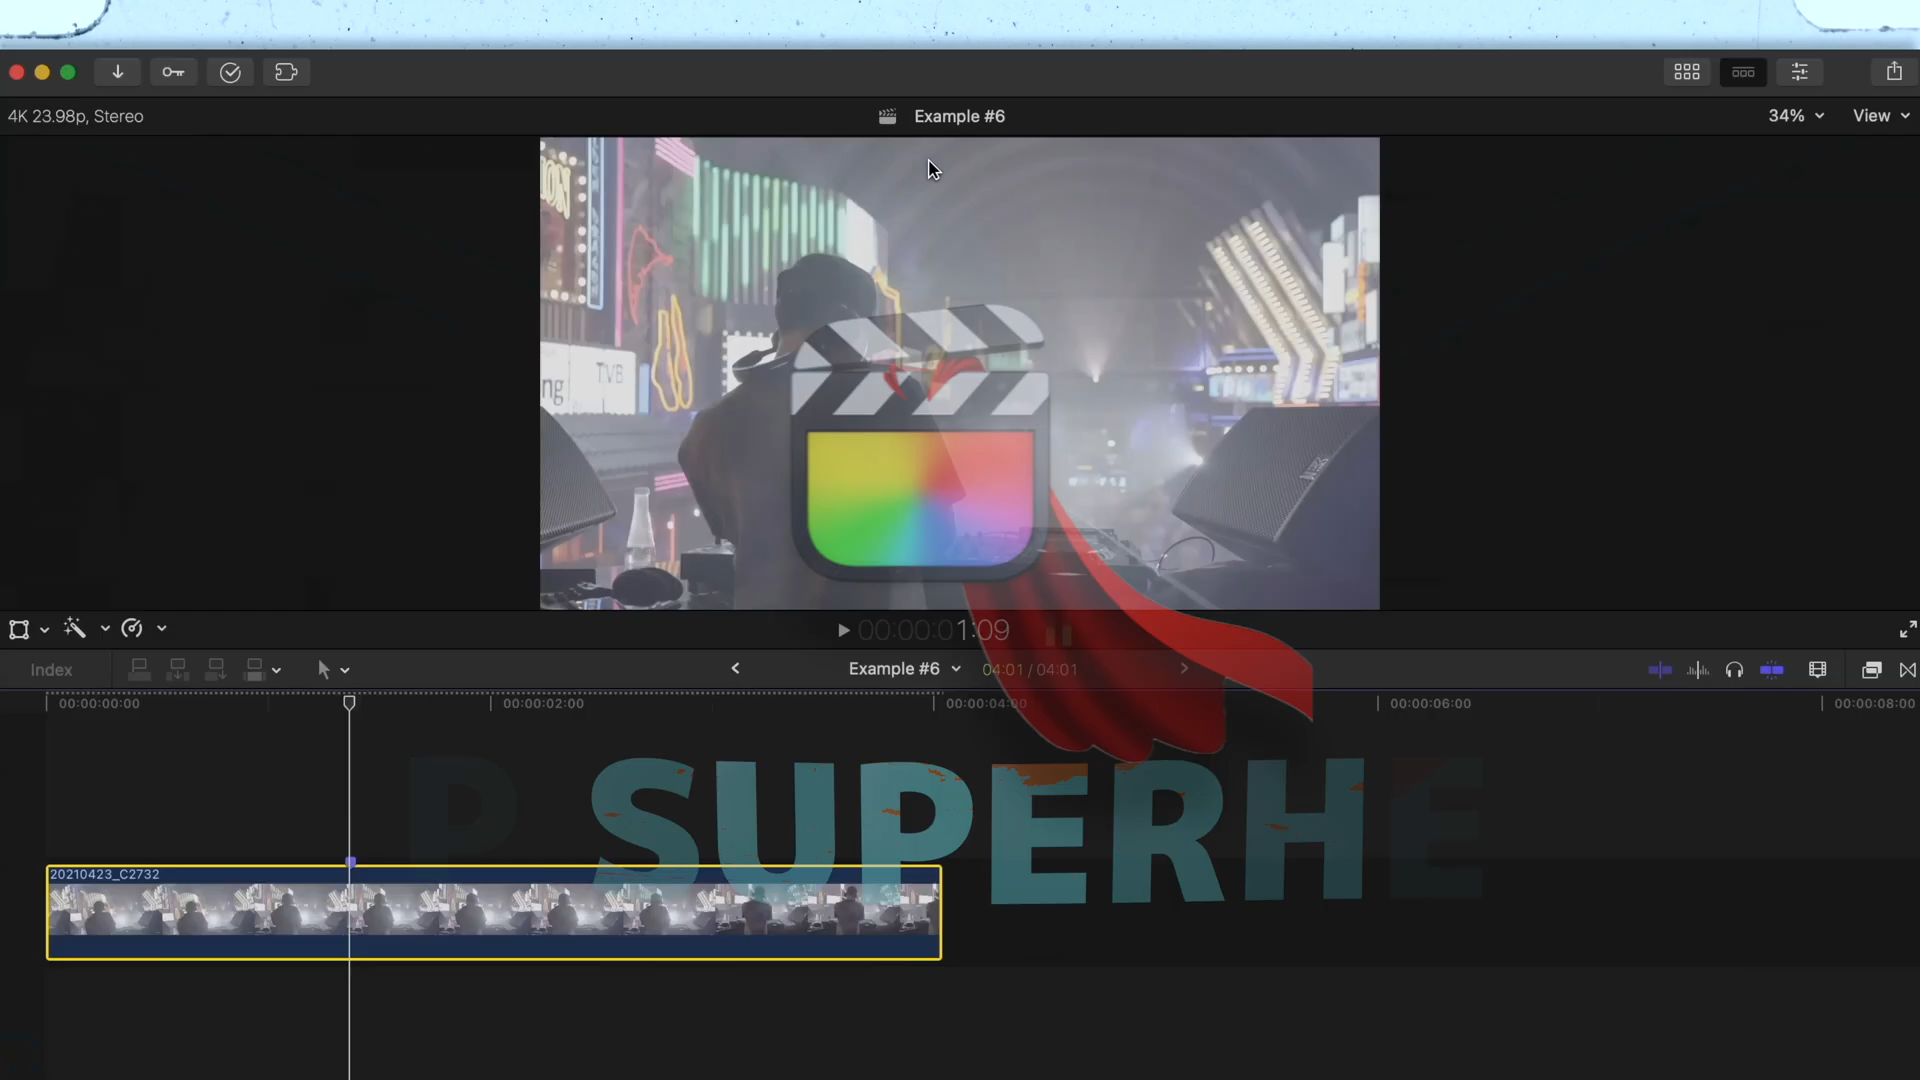 4K 23.98p, Stereo
Example #6
34%
View
TVB
ng
00:00:01:09
Index
Example #6
04:01 / 04:01
00:00:00:00
00:00:02:00
00:00:04:00
00:00:06:00
00:00:08:00
P SUPERHE
20210423_C2732